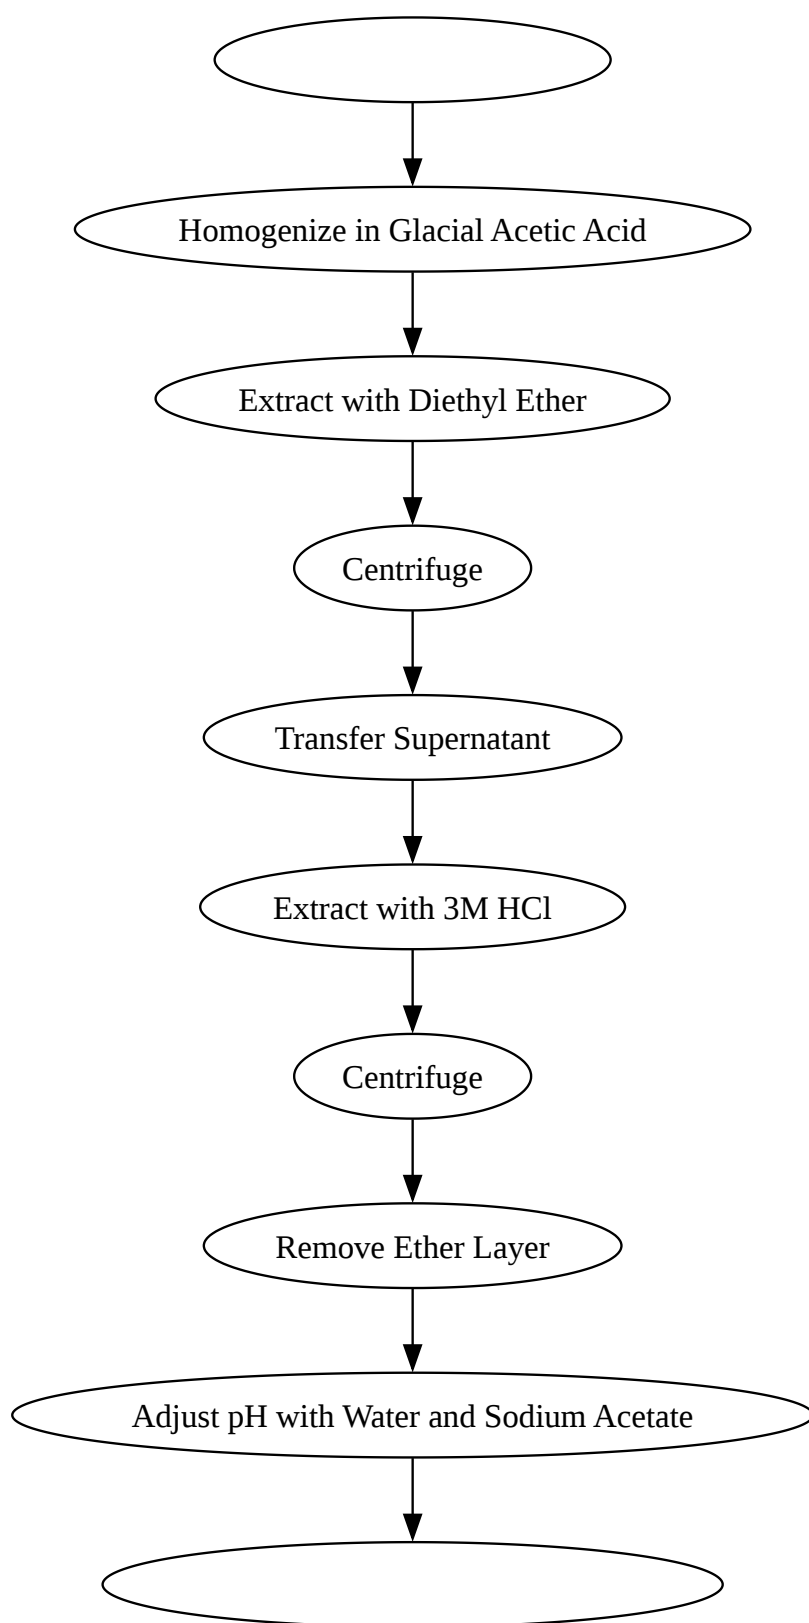 Homogenize in Glacial Acetic Acid
Extract with Diethyl Ether
Centrifuge
Transfer Supernatant
Extract with 3M HCl
Centrifuge
Remove Ether Layer
Adjust pH with Water and Sodium Acetate